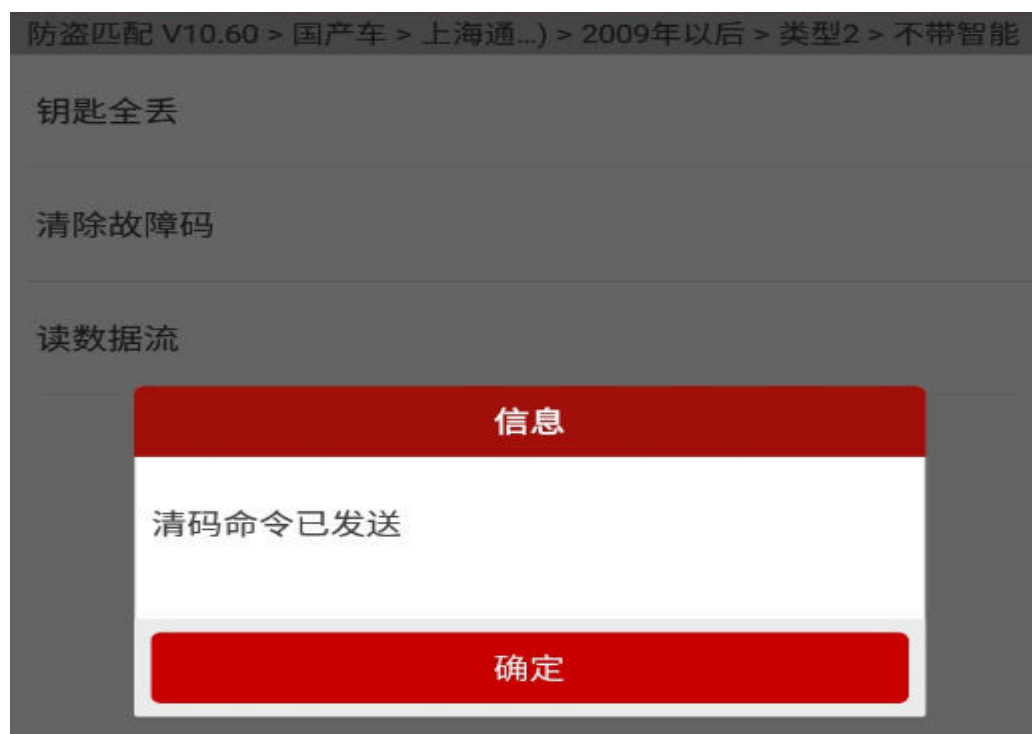 防盗匹配 V10.60 > 国产车 > 上海通...) > 2009年以后 > 类型2 > 不带智能
钥匙全丢
清除故障码
读数据流
信息
清码命令已发送
确定